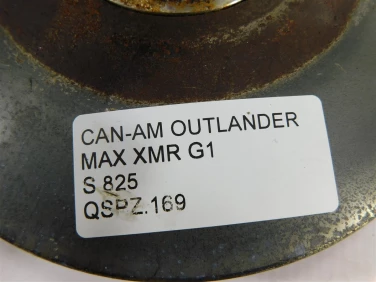 CAN-AM OUTLANDER
MAX XMR G1
S 825
QSPZ.169